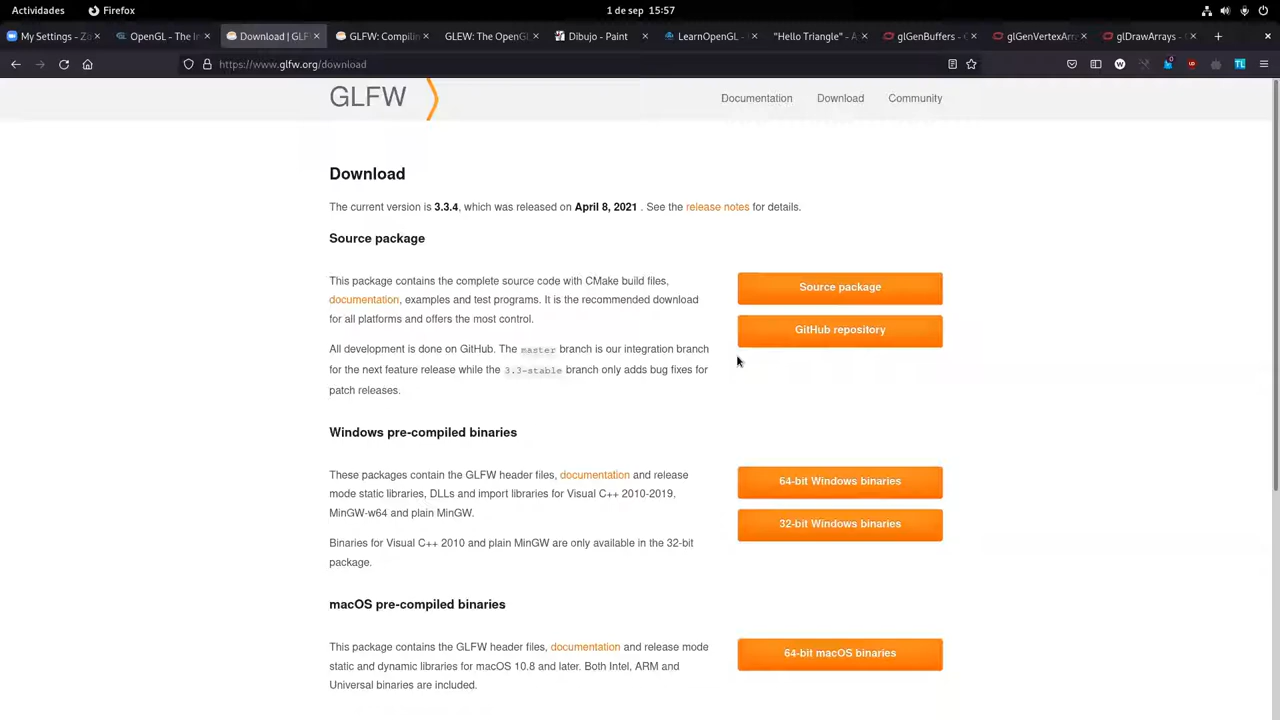 Actividades
Firefox
1 de sep 15:57
My Settings - Zo
OpenGL - The In
Download | GLF
GLFW: Compilin
GLEW: The OpenGL
Dibujo - Paint
LearnOpenGL -
"Hello Triangle" - A
glGenBuffers - O
glGenVertexArra
glDrawArrays - O
https://www.glfw.org/download
GLFW
Documentation
Download
Community
Download
The current version is 3.3.4, which was released on April 8, 2021 . See the release notes for details.
Source package
This package contains the complete source code with CMake build files,
documentation, examples and test programs. It is the recommended download
for all platforms and offers the most control.
Source package
GitHub repository
All development is done on GitHub. The master branch is our integration branch
for the next feature release while the 3.3-stable branch only adds bug fixes for
patch releases.
Windows pre-compiled binaries
These packages contain the GLFW header files, documentation and release
mode static libraries, DLLs and import libraries for Visual C++ 2010-2019,
MinGW-w64 and plain MinGW.
64-bit Windows binaries
32-bit Windows binaries
Binaries for Visual C++ 2010 and plain MinGW are only available in the 32-bit
package.
macOS pre-compiled binaries
This package contains the GLFW header files, documentation and release mode
static and dynamic libraries for macOS 10.8 and later. Both Intel, ARM and
Universal binaries are included.
64-bit macOS binaries